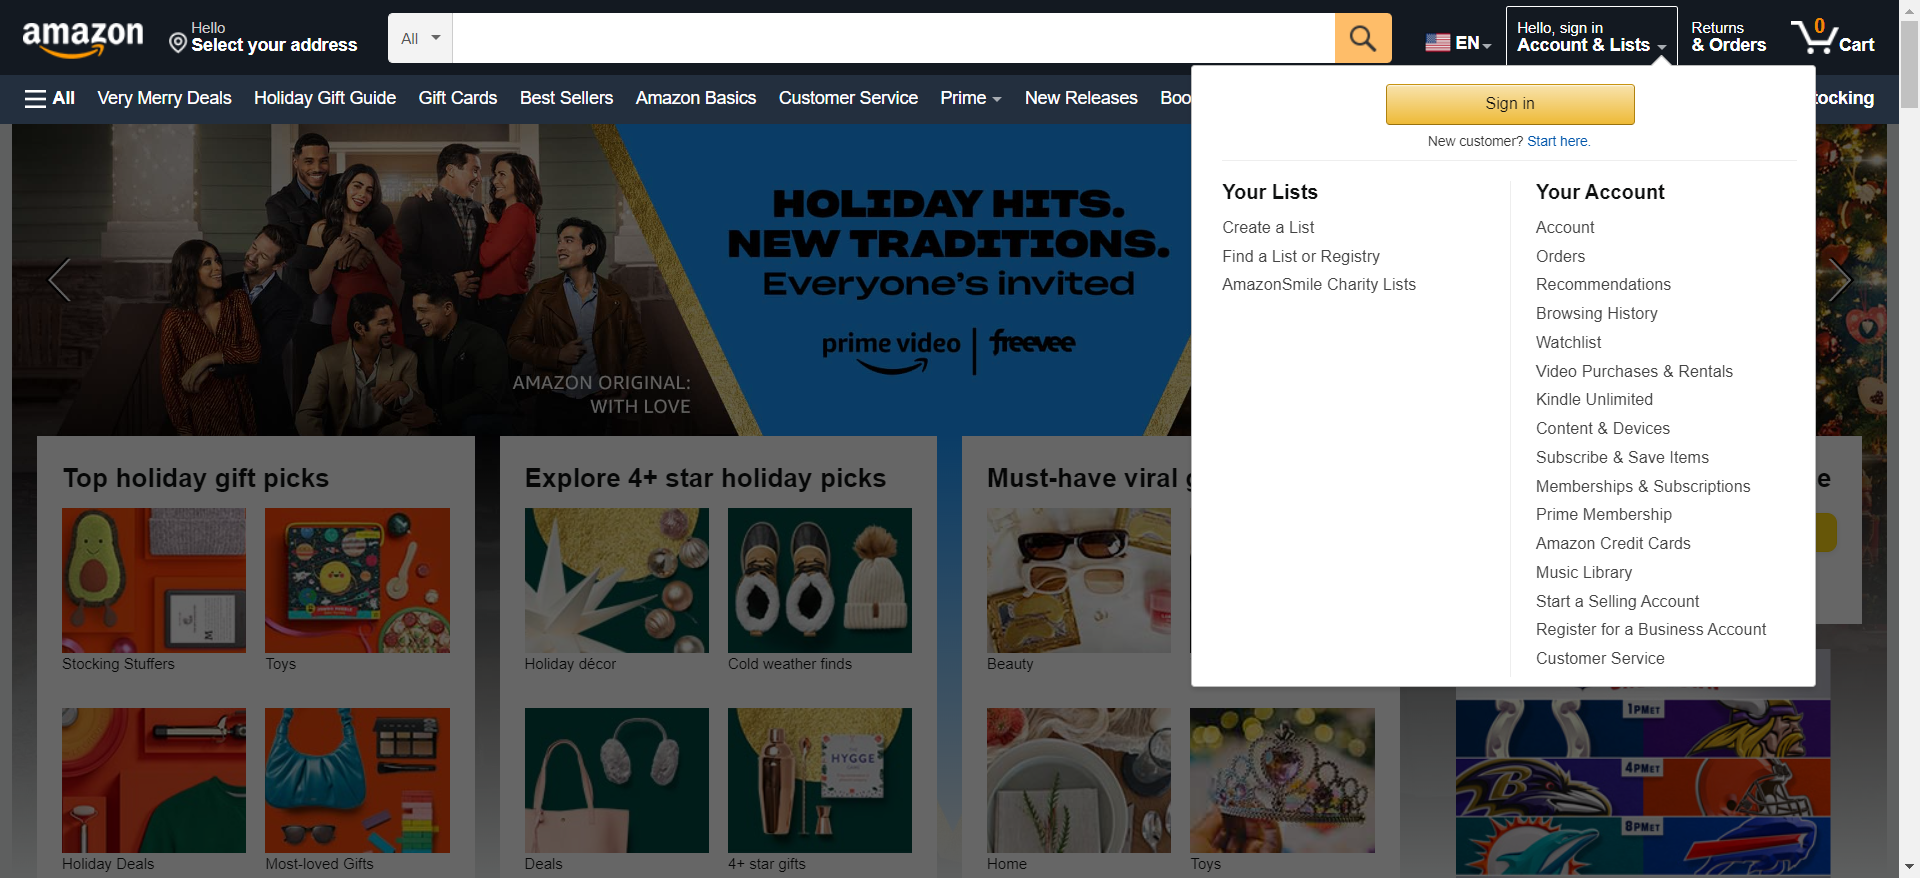 amazon
Hello
Select your address
All
EN
Hello, sign in
Account & Lists
Returns
& Orders
0
Cart
All
Very Merry Deals
Holiday Gift Guide
Gift Cards
Best Sellers
Amazon Basics
Customer Service
Prime
New Releases
Boo
tocking
Sign in
New customer? Start here.
Your Lists
Create a List
Find a List or Registry
AmazonSmile Charity Lists
Your Account
Account
Orders
Recommendations
Browsing History
Watchlist
Video Purchases & Rentals
Kindle Unlimited
Content & Devices
Subscribe & Save Items
Memberships & Subscriptions
Prime Membership
Amazon Credit Cards
Music Library
Start a Selling Account
Register for a Business Account
Customer Service
HOLIDAY HITS.
NEW TRADITIONS.
Everyone's invited
prime video
freevee
AMAZON ORIGINAL:
WITH LOVE
Top holiday gift picks
Stocking Stuffers
Toys
Holiday Deals
Most-loved Gifts
Explore 4+ star holiday picks
Holiday décor
Cold weather finds
HYGGE
Deals
4+ star gifts
Must-have viral g
Beauty
Home
Toys
e
1PM ET
4PM ET
8PM ET